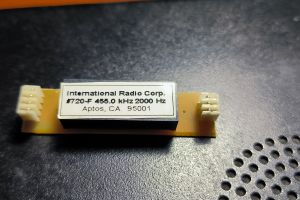 International Radio Corp.
#720-F 455.0 kHz 2000 Hz
Aptos, CA. 95001